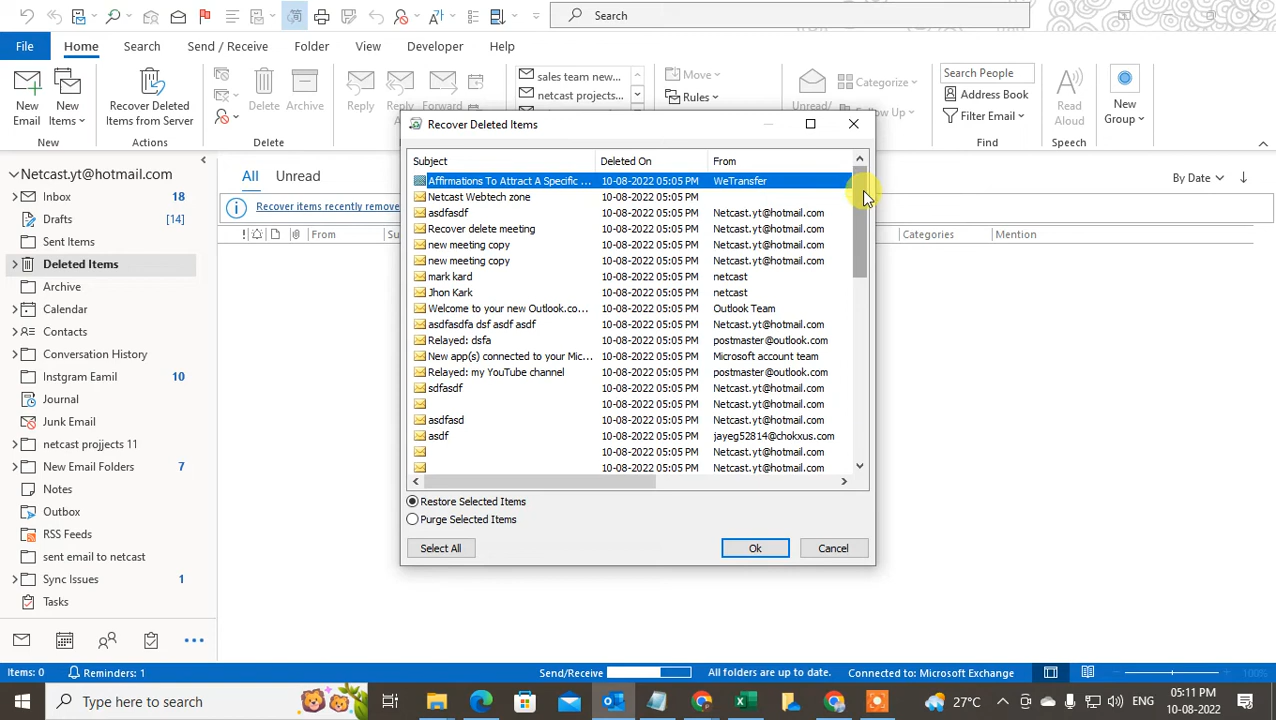 Search
File Home Search Send / Receive Folder View Developer Help
New Email
New Items
Recover Deleted Items from Server
Delete Archive
Reply Reply Forward
sales team new...
netcast projects...
Move
Rules
Unread/
Categorize
Follow Up
Search People
Address Book
Filter Email
Read Aloud
New Group
New Actions Delete Find Speech
Netcast.yt@hotmail.com
Inbox 18
Drafts [14]
Sent Items
Deleted Items
Archive
Calendar
Contacts
Conversation History
Instgram Eamil 10
Journal
Junk Email
netcast projjects 11
New Email Folders 7
Notes
Outbox
RSS Feeds
sent email to netcast
Sync Issues 1
Tasks
All Unread
By Date
Recover items recently remove
From
Categories Mention
Recover Deleted Items
Subject Deleted On From
Affirmations To Attract A Specific ... 10-08-2022 05:05 PM WeTransfer
Netcast Webtech zone 10-08-2022 05:05 PM
asdfasdf 10-08-2022 05:05 PM Netcast.yt@hotmail.com
Recover delete meeting 10-08-2022 05:05 PM Netcast.yt@hotmail.com
new meeting copy 10-08-2022 05:05 PM Netcast.yt@hotmail.com
new meeting copy 10-08-2022 05:05 PM Netcast.yt@hotmail.com
mark kard 10-08-2022 05:05 PM netcast
Jhon Kark 10-08-2022 05:05 PM netcast
Welcome to your new Outlook.co... 10-08-2022 05:05 PM Outlook Team
asdfasdfa dsf asdf asdf 10-08-2022 05:05 PM Netcast.yt@hotmail.com
Relayed: dsfa 10-08-2022 05:05 PM postmaster@outlook.com
New app(s) connected to your Mic... 10-08-2022 05:05 PM Microsoft account team
Relayed: my YouTube channel 10-08-2022 05:05 PM postmaster@outlook.com
sdfasdf 10-08-2022 05:05 PM Netcast.yt@hotmail.com
10-08-2022 05:05 PM Netcast.yt@hotmail.com
asdfasd 10-08-2022 05:05 PM Netcast.yt@hotmail.com
asdf 10-08-2022 05:05 PM jayeg52814@chokxus.com
10-08-2022 05:05 PM Netcast.yt@hotmail.com
10-08-2022 05:05 PM Netcast.yt@hotmail.com
Restore Selected Items
Purge Selected Items
Select All Ok Cancel
Items: 0 Reminders: 1 Send/Receive All folders are up to date. Connected to: Microsoft Exchange 100%
Type here to search
27°C
ENG
05:11 PM
10-08-2022